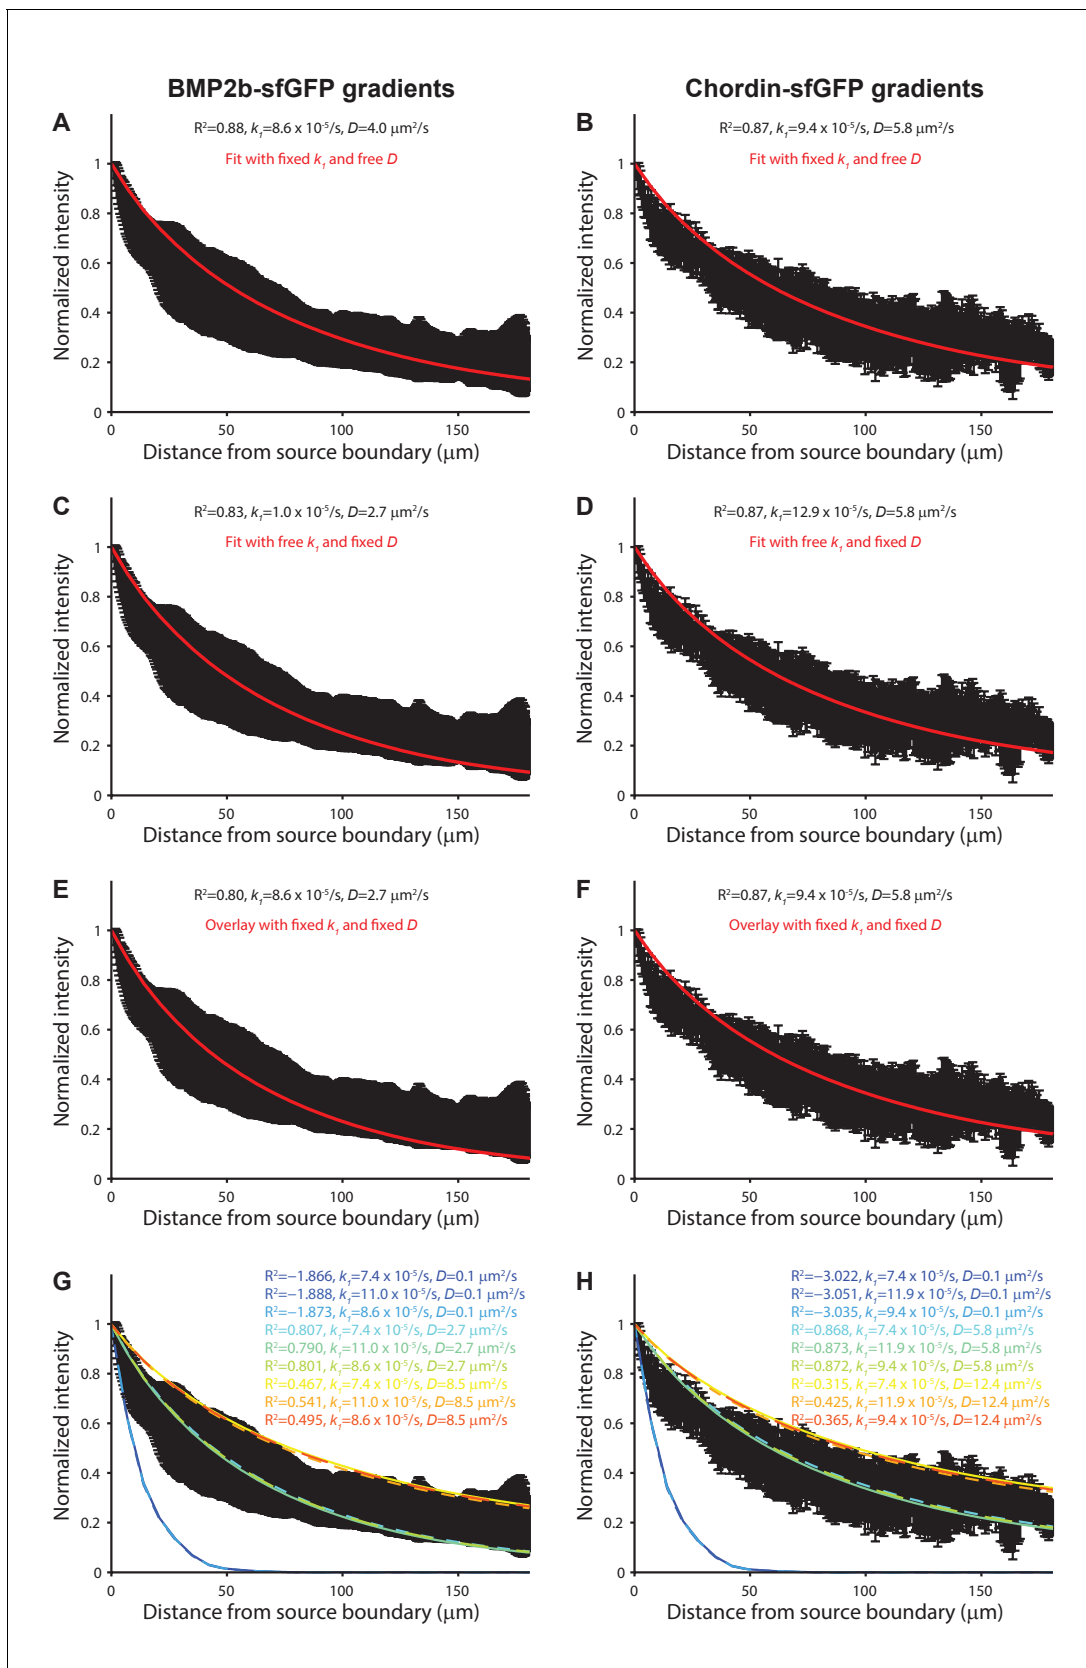 BMP2b-sfGFP gradients
Chordin-sfGFP gradients
A
R²=0.88, k₁=8.6 x 10⁻⁵/s, D=4.0 μm²/s
Fit with fixed k₁ and free D
Normalized intensity
1
0.8
0.6
0.4
0.2
0
0 50 100 150
Distance from source boundary (μm)
B
R²=0.87, k₁=9.4 x 10⁻⁵/s, D=5.8 μm²/s
Fit with fixed k₁ and free D
Normalized intensity
1
0.8
0.6
0.4
0.2
0
0 50 100 150
Distance from source boundary (μm)
C
R²=0.83, k₁=1.0 x 10⁻⁵/s, D=2.7 μm²/s
Fit with free k₁ and fixed D
Normalized intensity
1
0.8
0.6
0.4
0.2
0
0 50 100 150
Distance from source boundary (μm)
D
R²=0.87, k₁=12.9 x 10⁻⁵/s, D=5.8 μm²/s
Fit with free k₁ and fixed D
Normalized intensity
1
0.8
0.6
0.4
0.2
0
0 50 100 150
Distance from source boundary (μm)
E
R²=0.80, k₁=8.6 x 10⁻⁵/s, D=2.7 μm²/s
Overlay with fixed k₁ and fixed D
Normalized intensity
1
0.8
0.6
0.4
0.2
0
0 50 100 150
Distance from source boundary (μm)
F
R²=0.87, k₁=9.4 x 10⁻⁵/s, D=5.8 μm²/s
Overlay with fixed k₁ and fixed D
Normalized intensity
1
0.8
0.6
0.4
0.2
0
0 50 100 150
Distance from source boundary (μm)
G
R²=−1.866, k₁=7.4 x 10⁻⁵/s, D=0.1 μm²/s
R²=−1.888, k₁=11.0 x 10⁻⁵/s, D=0.1 μm²/s
R²=−1.873, k₁=8.6 x 10⁻⁵/s, D=0.1 μm²/s
R²=0.807, k₁=7.4 x 10⁻⁵/s, D=2.7 μm²/s
R²=0.790, k₁=11.0 x 10⁻⁵/s, D=2.7 μm²/s
R²=0.801, k₁=8.6 x 10⁻⁵/s, D=2.7 μm²/s
R²=0.467, k₁=7.4 x 10⁻⁵/s, D=8.5 μm²/s
R²=0.541, k₁=11.0 x 10⁻⁵/s, D=8.5 μm²/s
R²=0.495, k₁=8.6 x 10⁻⁵/s, D=8.5 μm²/s
Normalized intensity
1
0.8
0.6
0.4
0.2
0
0 50 100 150
Distance from source boundary (μm)
H
R²=−3.022, k₁=7.4 x 10⁻⁵/s, D=0.1 μm²/s
R²=−3.051, k₁=11.9 x 10⁻⁵/s, D=0.1 μm²/s
R²=−3.035, k₁=9.4 x 10⁻⁵/s, D=0.1 μm²/s
R²=0.868, k₁=7.4 x 10⁻⁵/s, D=5.8 μm²/s
R²=0.873, k₁=11.9 x 10⁻⁵/s, D=5.8 μm²/s
R²=0.872, k₁=9.4 x 10⁻⁵/s, D=5.8 μm²/s
R²=0.315, k₁=7.4 x 10⁻⁵/s, D=12.4 μm²/s
R²=0.425, k₁=11.9 x 10⁻⁵/s, D=12.4 μm²/s
R²=0.365, k₁=9.4 x 10⁻⁵/s, D=12.4 μm²/s
Normalized intensity
1
0.8
0.6
0.4
0.2
0
0 50 100 150
Distance from source boundary (μm)